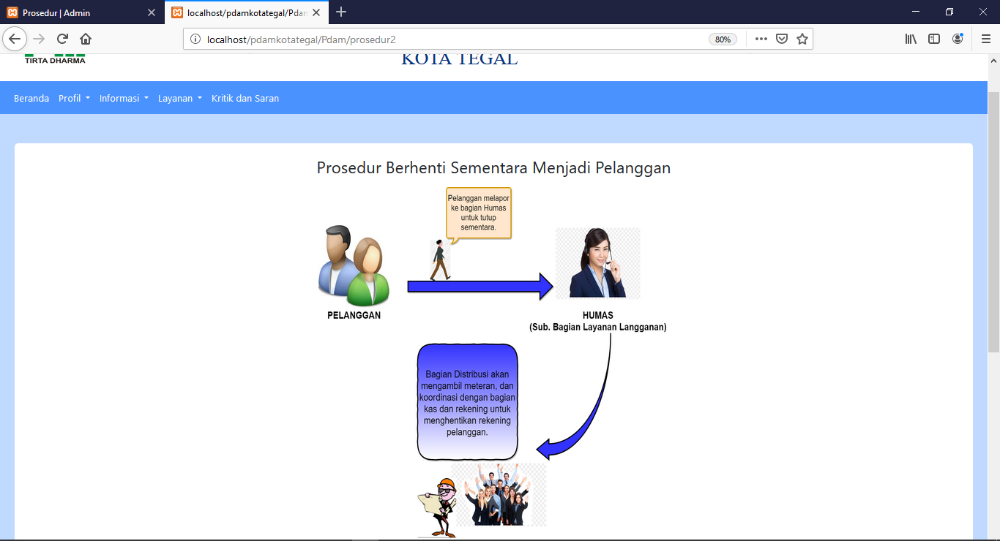 Prosedur | Admin
localhost/pdamkotategal/Pdam
localhost/pdamkotategal/Pdam/prosedur2
80%
TIRTA DHARMA
KOTA TEGAL
Beranda Profil Informasi Layanan Kritik dan Saran
Prosedur Berhenti Sementara Menjadi Pelanggan
Pelanggan melapor
ke bagian Humas
untuk tutup
sementara.
PELANGGAN
HUMAS
(Sub. Bagian Layanan Langganan)
Bagian Distribusi akan
mengambil meteran, dan
koordinasi dengan bagian
kas dan rekening untuk
menghentikan rekening
pelanggan.